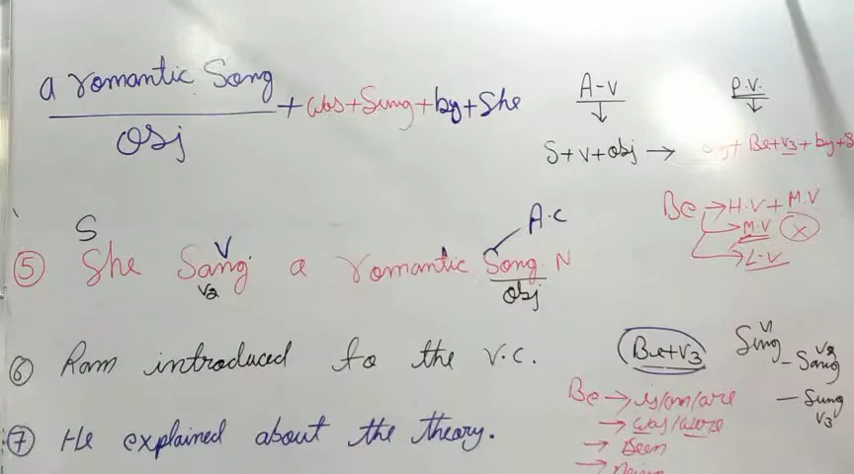 a romantic Song + was + Sung + by + She
Obj
A-V
P.V.
S + V + Obj → + Be + V3 + by + S
Be → H.V + M.V
→ M.V X
→ L.V
A.C
S V
⑤ She Sang a romantic Song N
V2 Obj
⑥ Ram introduced to the V.C.
Be+V3
Sing V1 - Sang V2
- Sung V3
Be → is/am/are
→ was/were
→ Been
⑦ He explained about the theory.